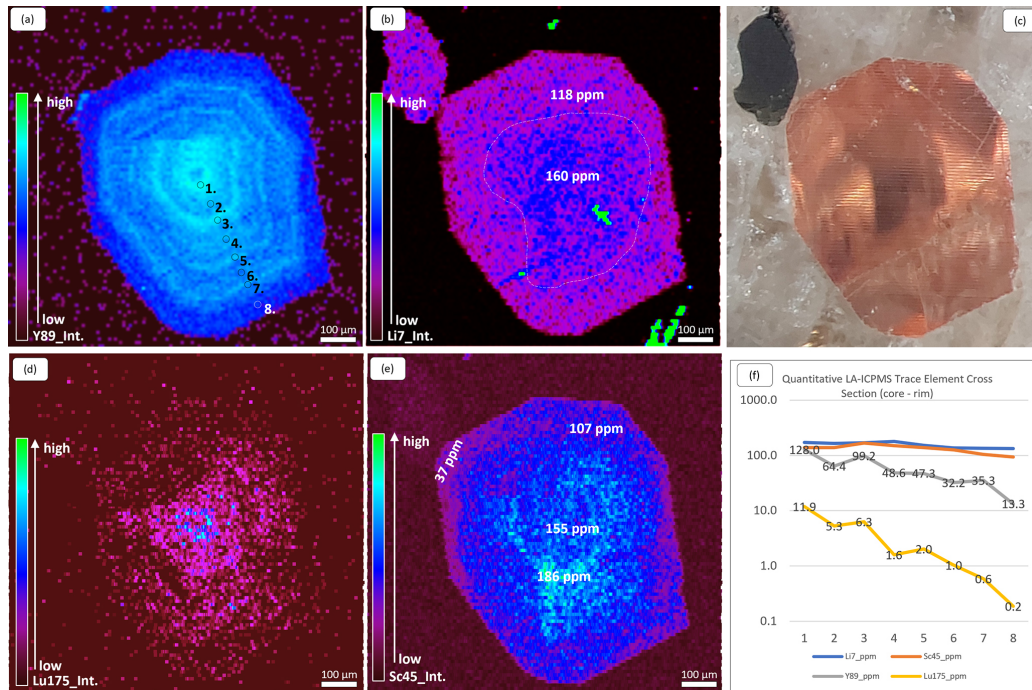 (a)
high
1.
2.
3.
4.
5.
6.
7.
8.
low
Y89_Int.
100 µm
(b)
high
118 ppm
160 ppm
low
Li7_Int.
100 µm
(c)
100 µm
(d)
high
low
Lu175_Int.
100 µm
(e)
high
37 ppm
107 ppm
155 ppm
186 ppm
low
Sc45_Int.
100 µm
(f)
Quantitative LA-ICPMS Trace Element Cross
Section (core - rim)
1000.0
100.0
10.0
1.0
0.1
128.0 64.4 99.2 48.6 47.3 32.2 35.3 13.3
11.9 5.3 6.3 1.6 2.0 1.0 0.6 0.2
1 2 3 4 5 6 7 8
Li7_ppm Sc45_ppm
Y89_ppm Lu175_ppm